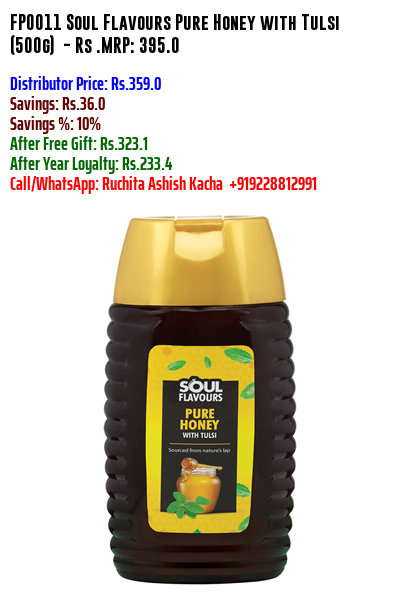 FP0011 Soul Flavours Pure Honey with Tulsi
(500g) - Rs .MRP: 395.0
Distributor Price: Rs.359.0
Savings: Rs.36.0
Savings %: 10%
After Free Gift: Rs.323.1
After Year Loyalty: Rs.233.4
Call/WhatsApp: Ruchita Ashish Kacha +919228812991
SOUL
FLAVOURS
PURE
HONEY
WITH TULSI
Sourced from nature's lap